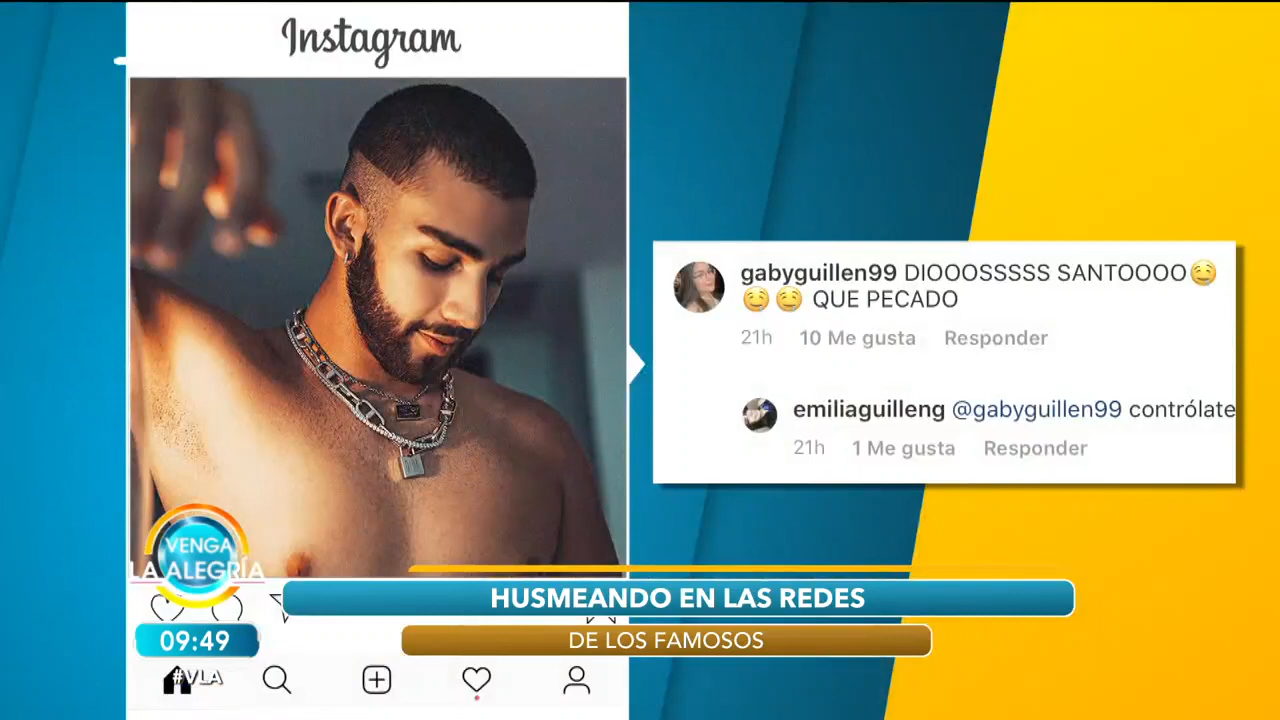 Instagram
gabyguillen99 DIOOOSSSSS SANTOOOO🤤
🤤🤤 QUE PECADO
21h 10 Me gusta Responder
emiliaguilleng @gabyguillen99 contrólate
21h 1 Me gusta Responder
VENGA
LA ALEGRÍA
HUSMEANDO EN LAS REDES
09:49
DE LOS FAMOSOS
#VLA